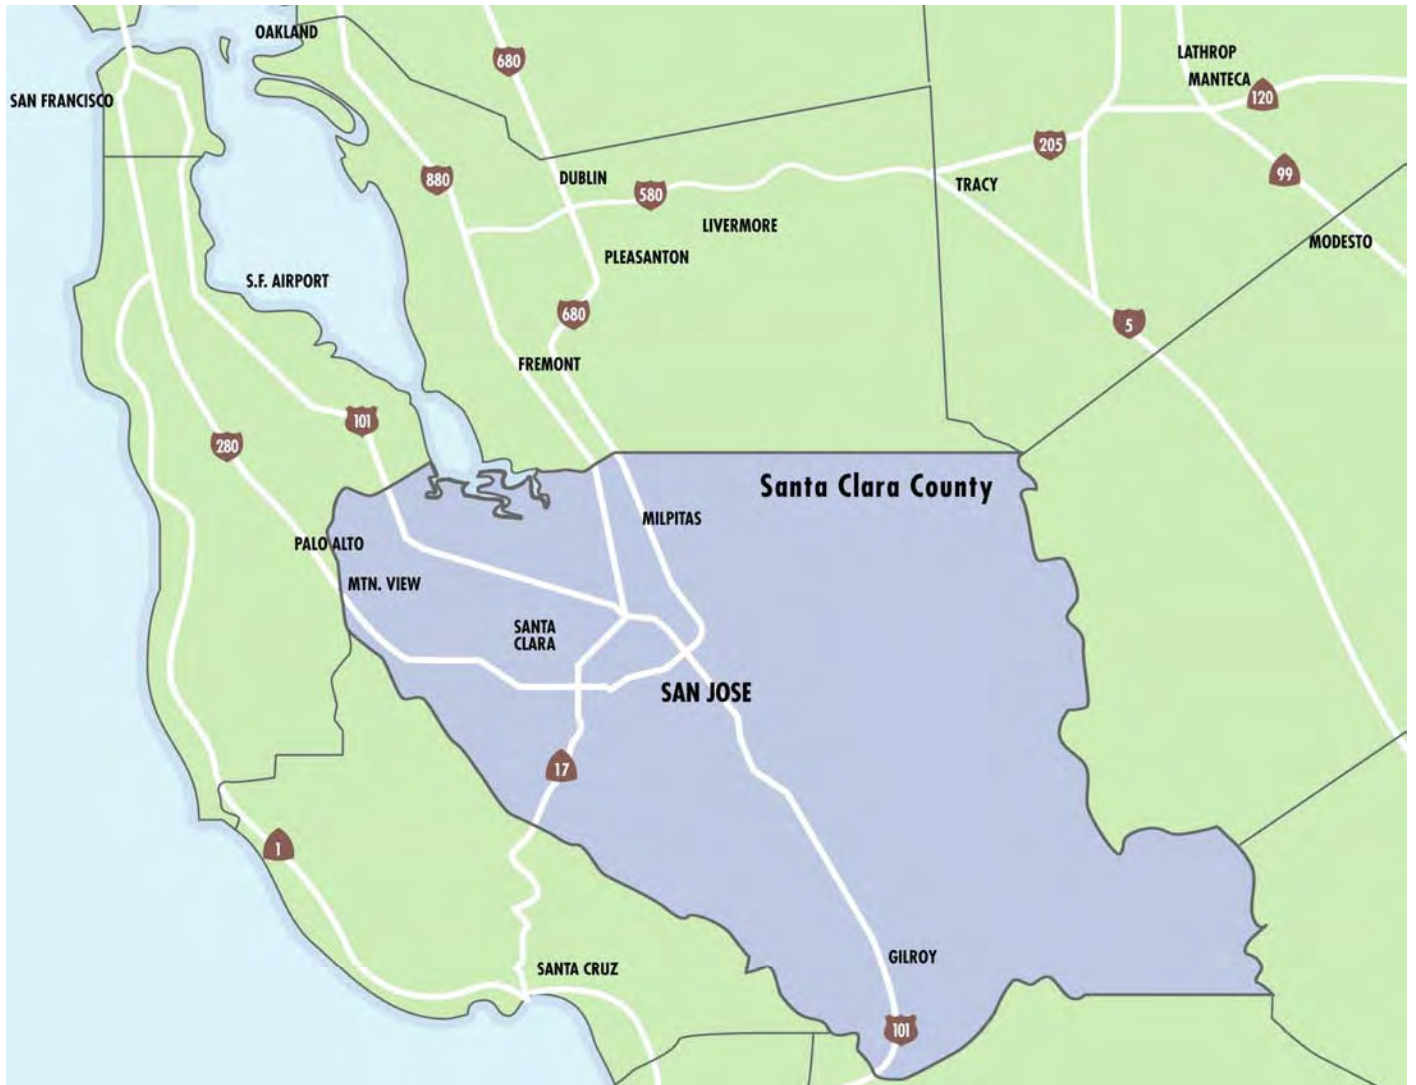 OAKLAND
680
LATHROP
MANTECA
120
SAN FRANCISCO
205
880
DUBLIN
580
TRACY
99
LIVERMORE
MODESTO
PLEASANTON
S.F. AIRPORT
680
5
FREMONT
101
280
Santa Clara County
MILPITAS
PALO ALTO
MTN. VIEW
SANTA
CLARA
SAN JOSE
17
1
GILROY
SANTA CRUZ
101